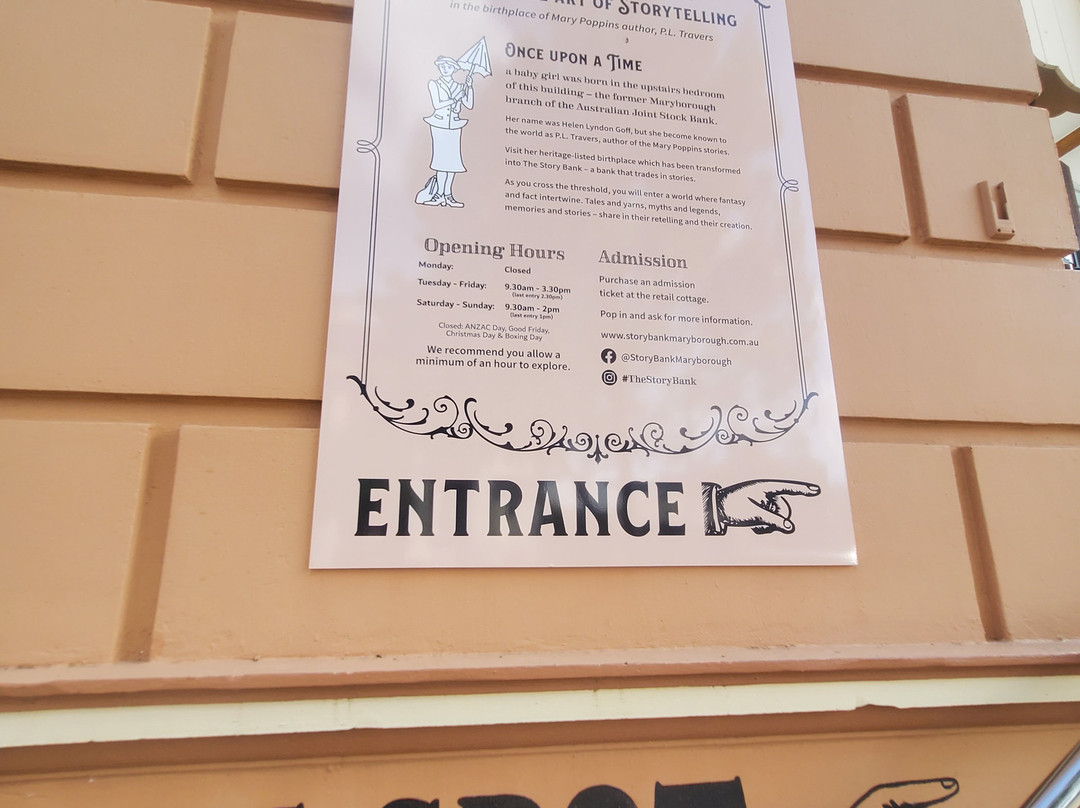 ART OF STORYTELLING
in the birthplace of Mary Poppins author, P.L. Travers
ONCE UPON A TIME
a baby girl was born in the upstairs bedroom
of this building – the former Maryborough
branch of the Australian Joint Stock Bank.
Her name was Helen Lyndon Goff, but she become known to
the world as P.L. Travers, author of the Mary Poppins stories.
Visit her heritage-listed birthplace which has been transformed
into The Story Bank – a bank that trades in stories.
As you cross the threshold, you will enter a world where fantasy
and fact intertwine. Tales and yarns, myths and legends,
memories and stories – share in their retelling and their creation.
Opening Hours
Monday: Closed
Tuesday - Friday: 9.30am - 3.30pm
(last entry 2.30pm)
Saturday - Sunday: 9.30am - 2pm
(last entry 1pm)
Closed: ANZAC Day, Good Friday,
Christmas Day & Boxing Day
We recommend you allow a
minimum of an hour to explore.
Admission
Purchase an admission
ticket at the retail cottage.
Pop in and ask for more information.
www.storybankmaryborough.com.au
@StoryBankMaryborough
#TheStoryBank
ENTRANCE